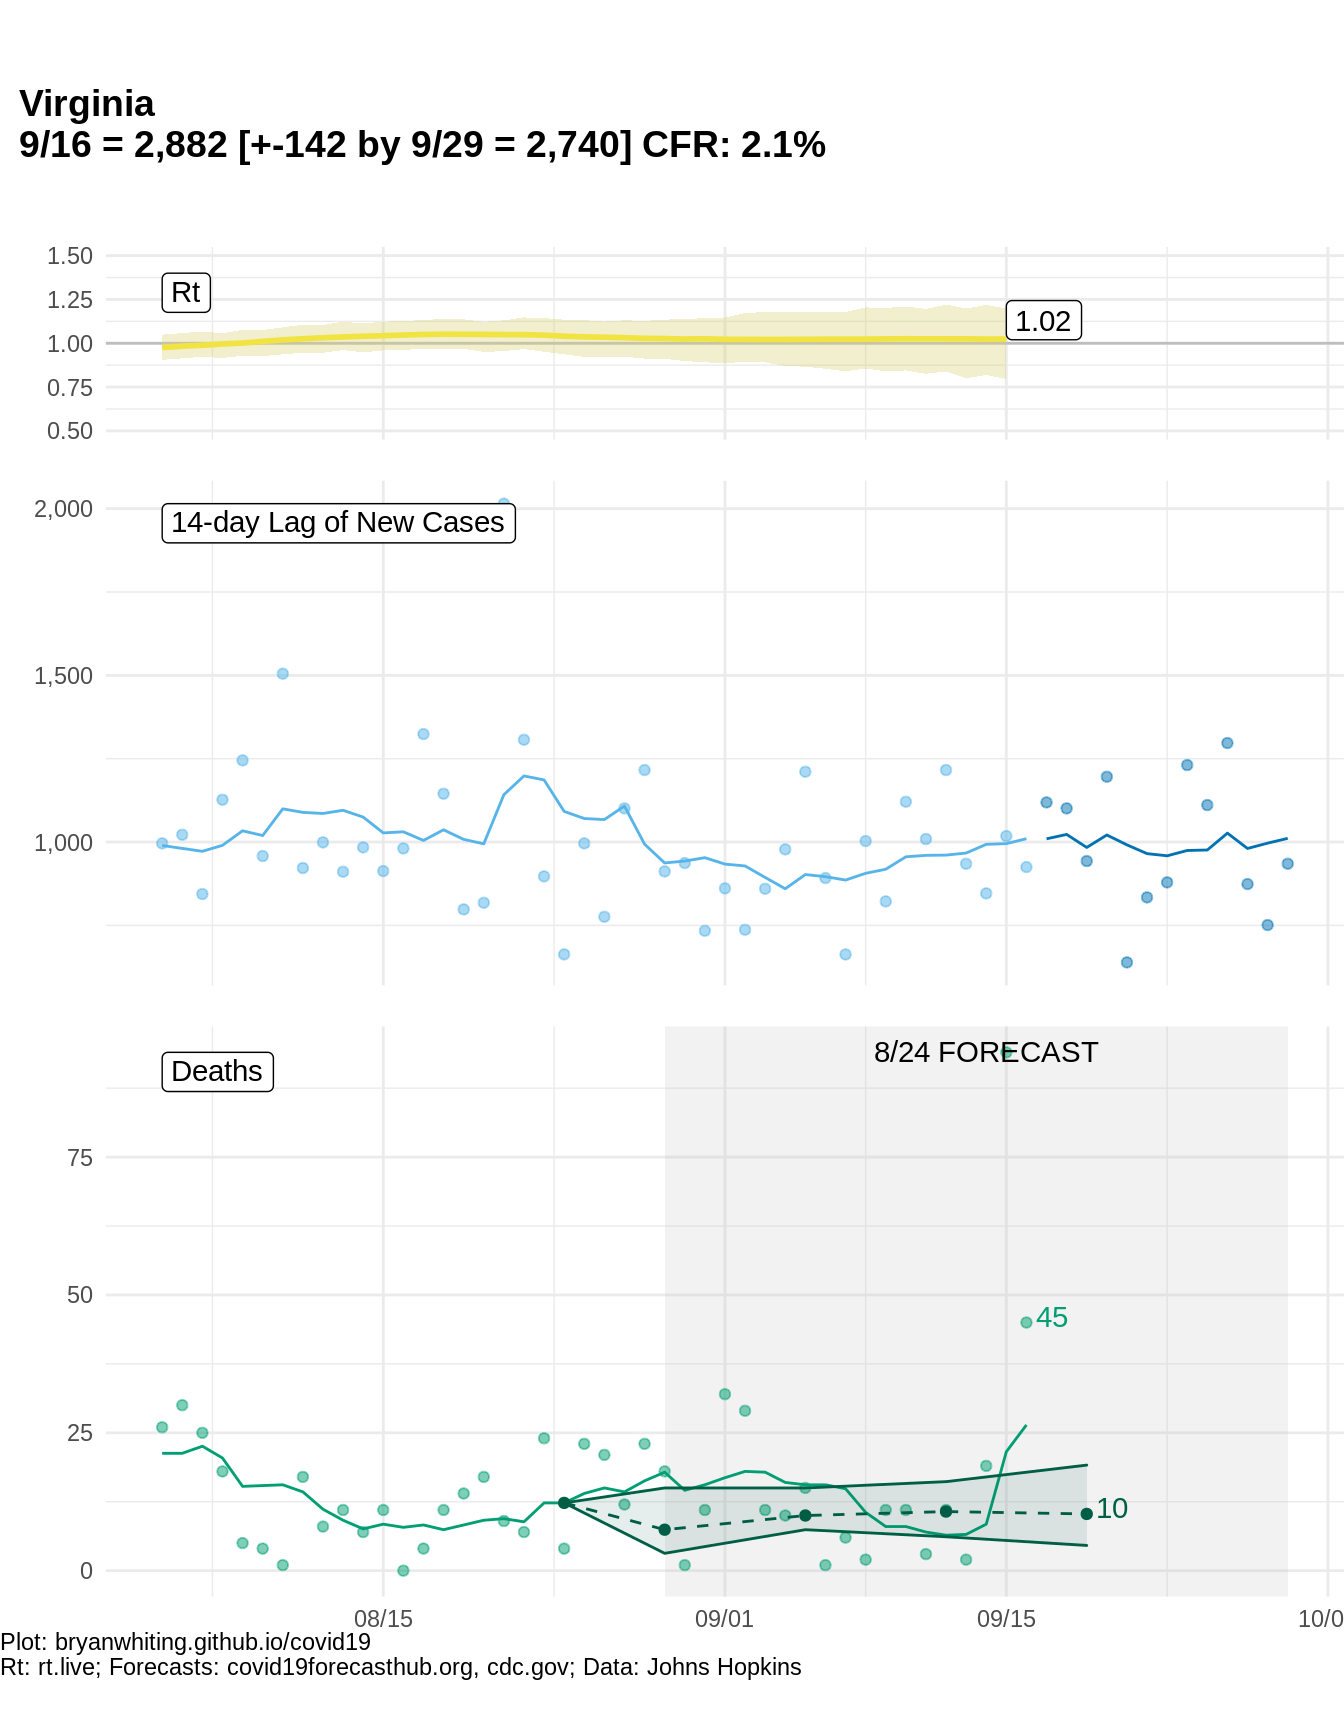 Virginia
9/16 = 2,882 [+-142 by 9/29 = 2,740] CFR: 2.1%
1.50
1.25
1.00
0.75
0.50
Rt
1.02
2,000
1,500
1,000
14-day Lag of New Cases
8/24 FORECAST
Deaths
75
50
25
0
45
10
08/15 09/01 09/15 10/0
Plot: bryanwhiting.github.io/covid19
Rt: rt.live; Forecasts: covid19forecasthub.org, cdc.gov; Data: Johns Hopkins